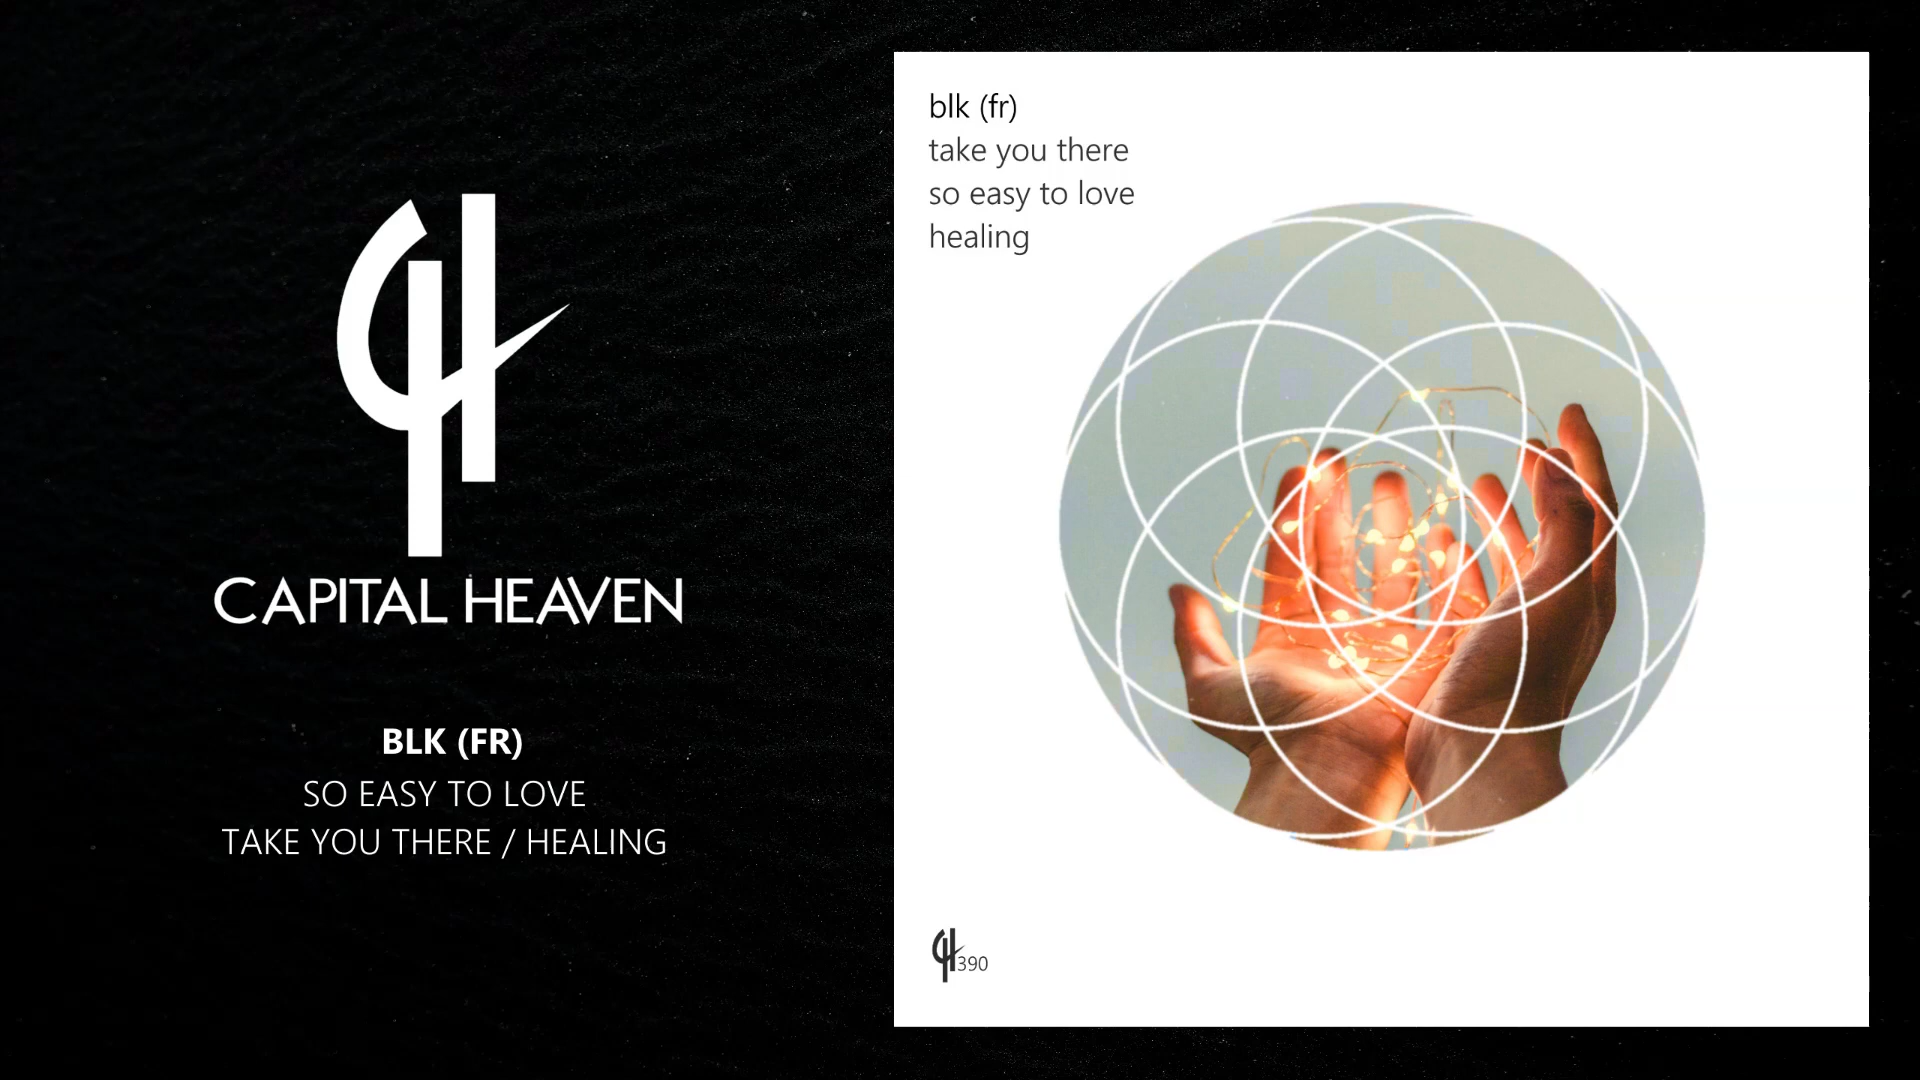 CAPITAL HEAVEN
BLK (FR)
SO EASY TO LOVE
TAKE YOU THERE / HEALING
blk (fr)
take you there
so easy to love
healing
CH390